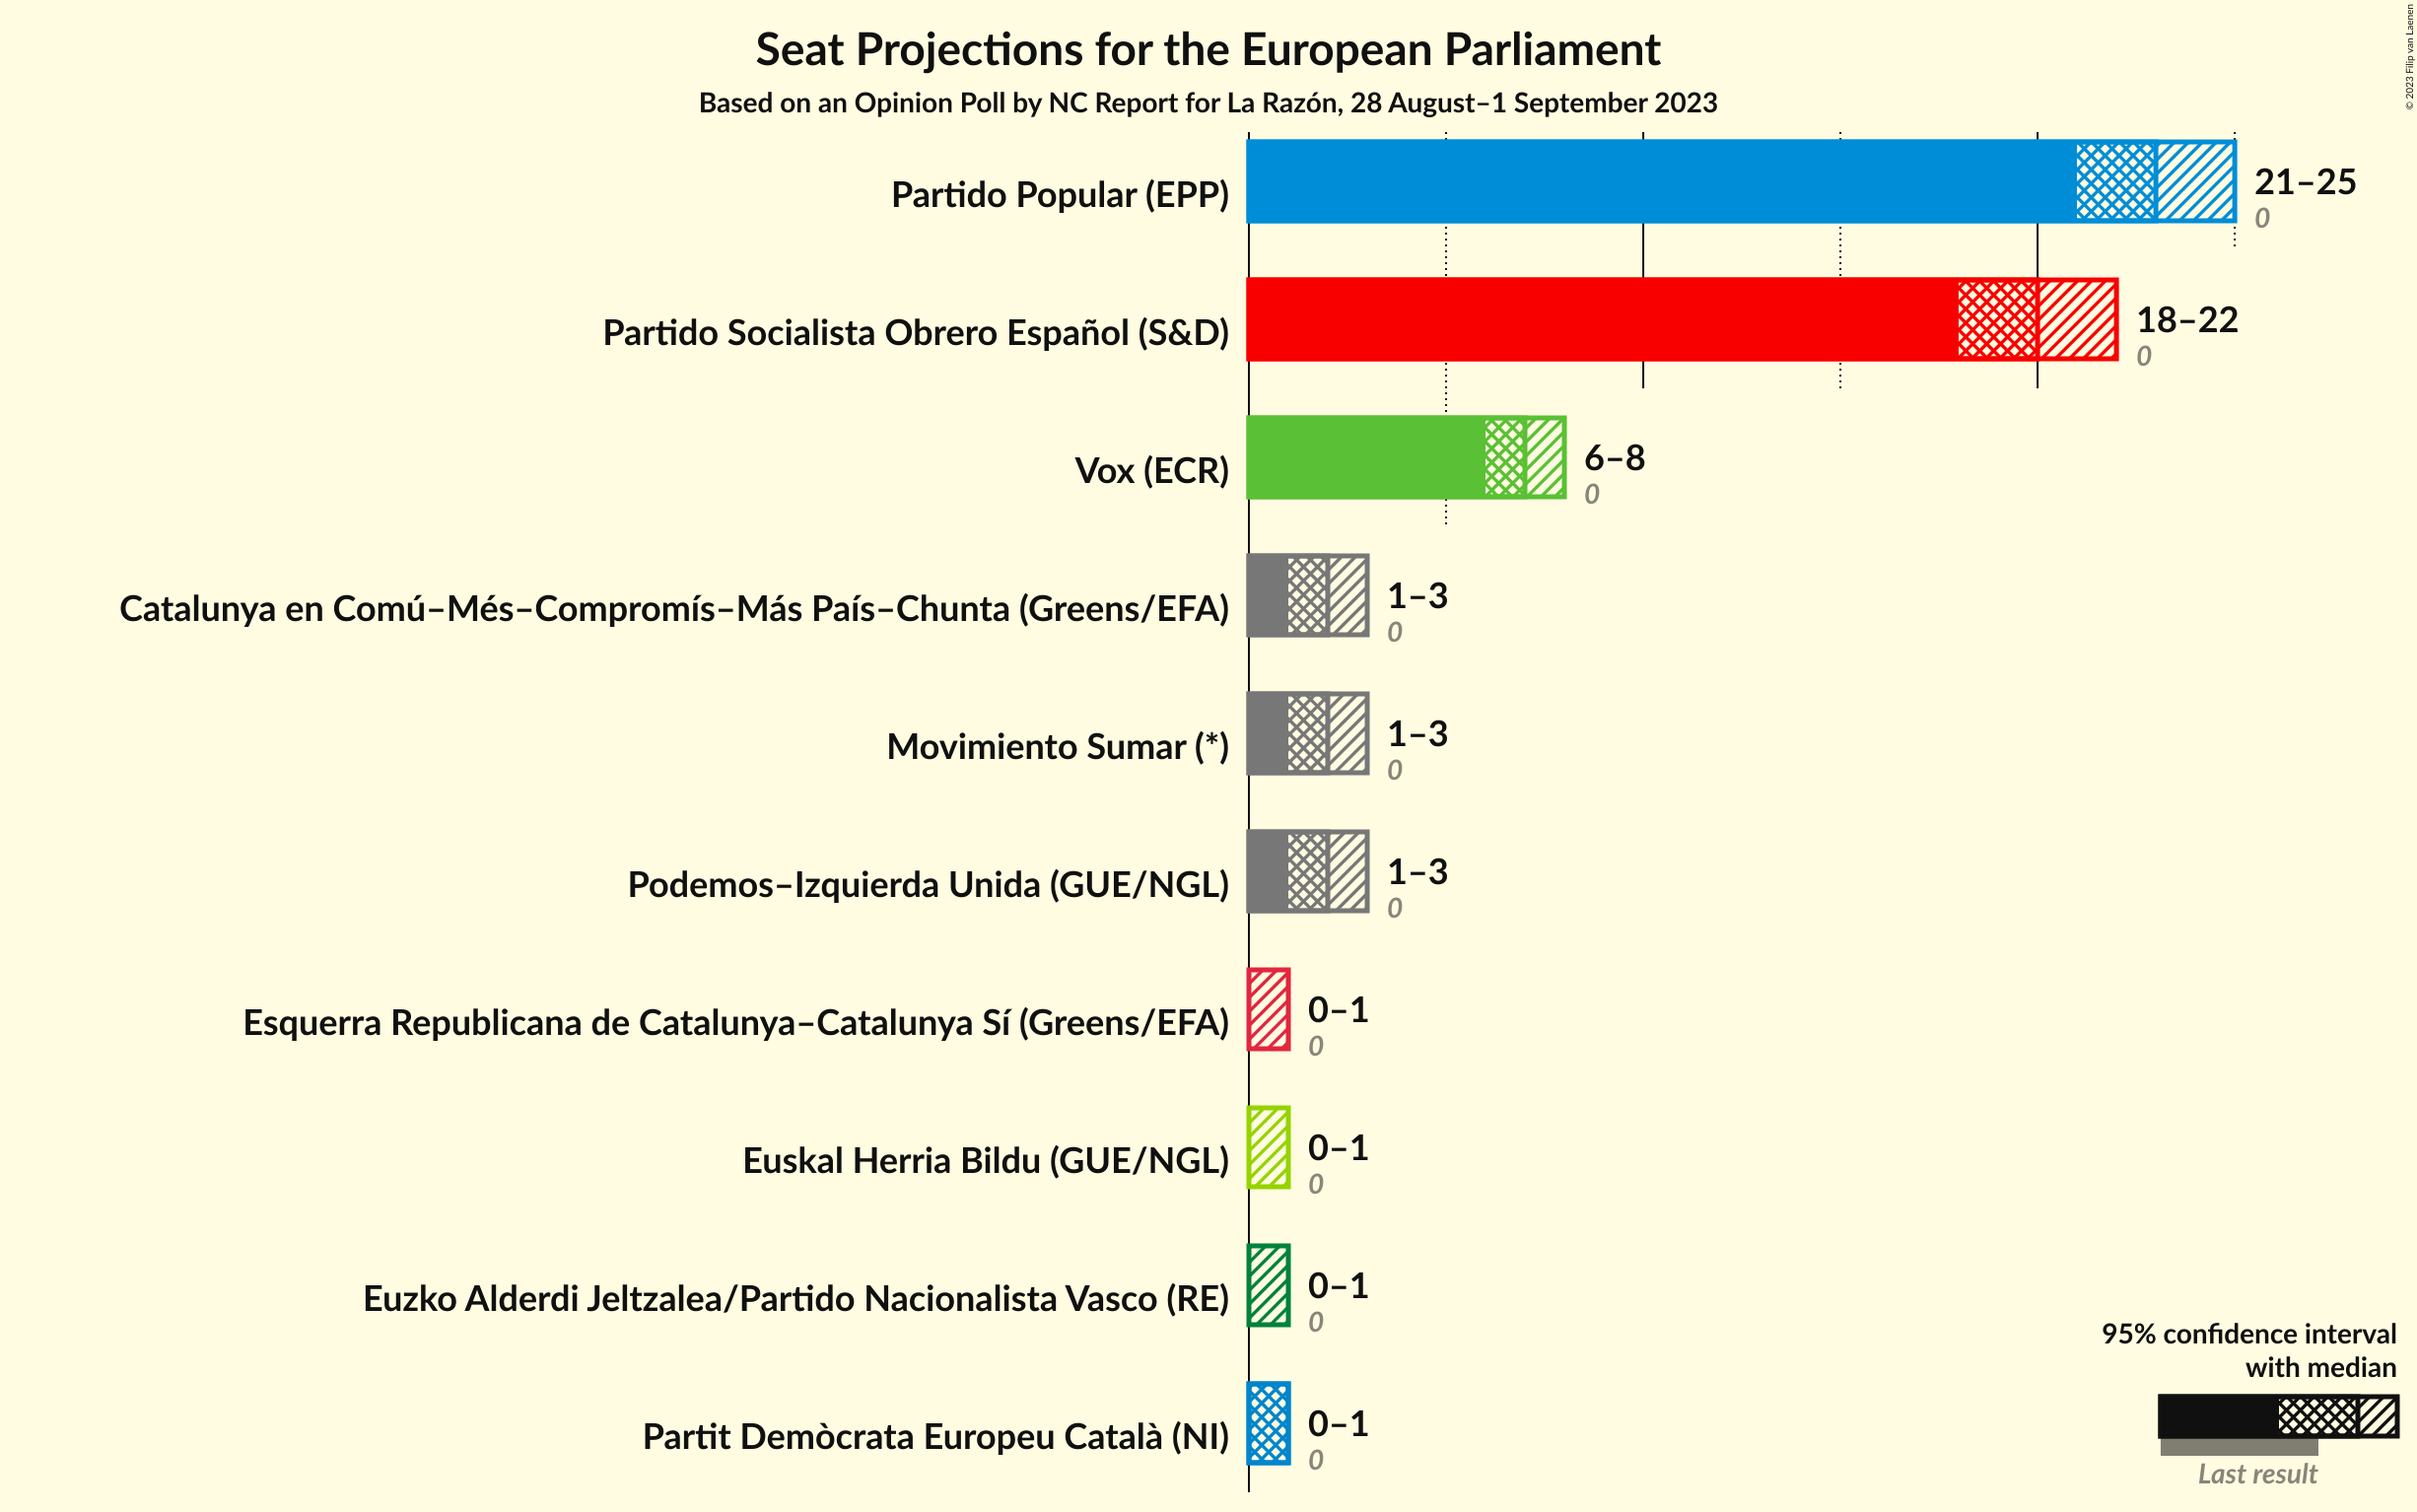 Seat Projections for the European Parliament
Based on an Opinion Poll by NC Report for La Razón, 28 August–1 September 2023
© 2023 Filip van Laenen
Partido Popular (EPP)
21–25
0
Partido Socialista Obrero Español (S&D)
18–22
0
Vox (ECR)
6–8
0
Catalunya en Comú–Més–Compromís–Más País–Chunta (Greens/EFA)
1–3
0
Movimiento Sumar (*)
1–3
0
Podemos–Izquierda Unida (GUE/NGL)
1–3
0
Esquerra Republicana de Catalunya–Catalunya Sí (Greens/EFA)
0–1
0
Euskal Herria Bildu (GUE/NGL)
0–1
0
Euzko Alderdi Jeltzalea/Partido Nacionalista Vasco (RE)
0–1
0
Partit Demòcrata Europeu Català (NI)
0–1
0
95% confidence interval
with median
Last result